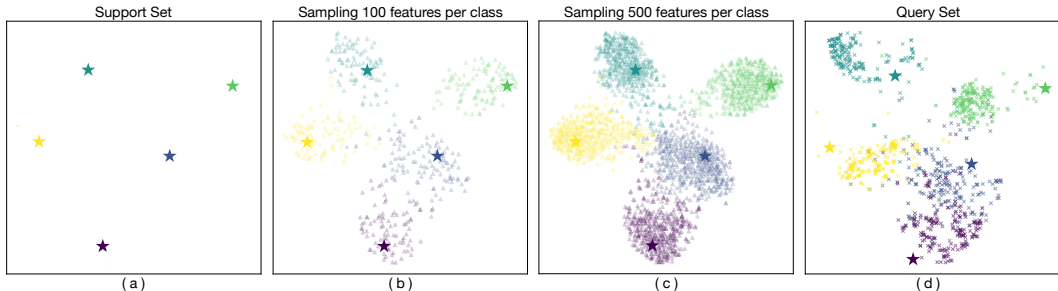 Support Set
Sampling 100 features per class
Sampling 500 features per class
Query Set
( a )
( b )
( c )
( d )